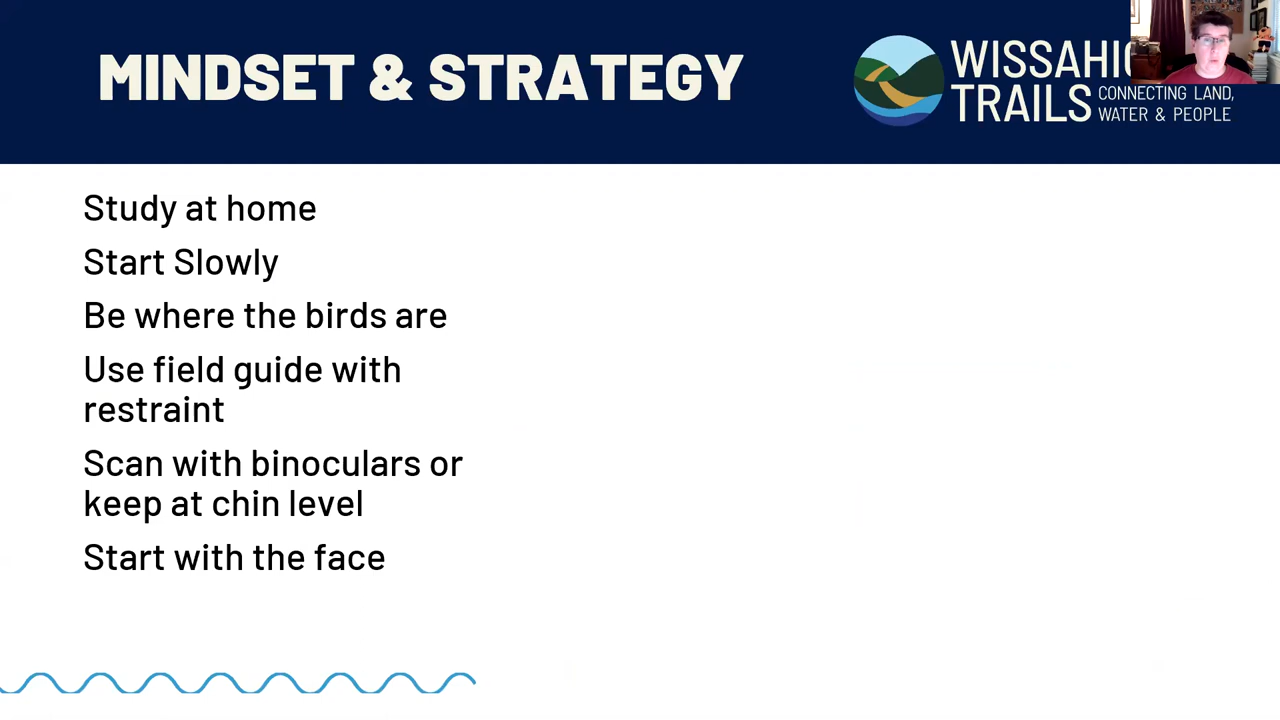 MINDSET & STRATEGY
WISSAHIC
TRAILS
CONNECTING LAND,
WATER & PEOPLE
Study at home
Start Slowly
Be where the birds are
Use field guide with
restraint
Scan with binoculars or
keep at chin level
Start with the face